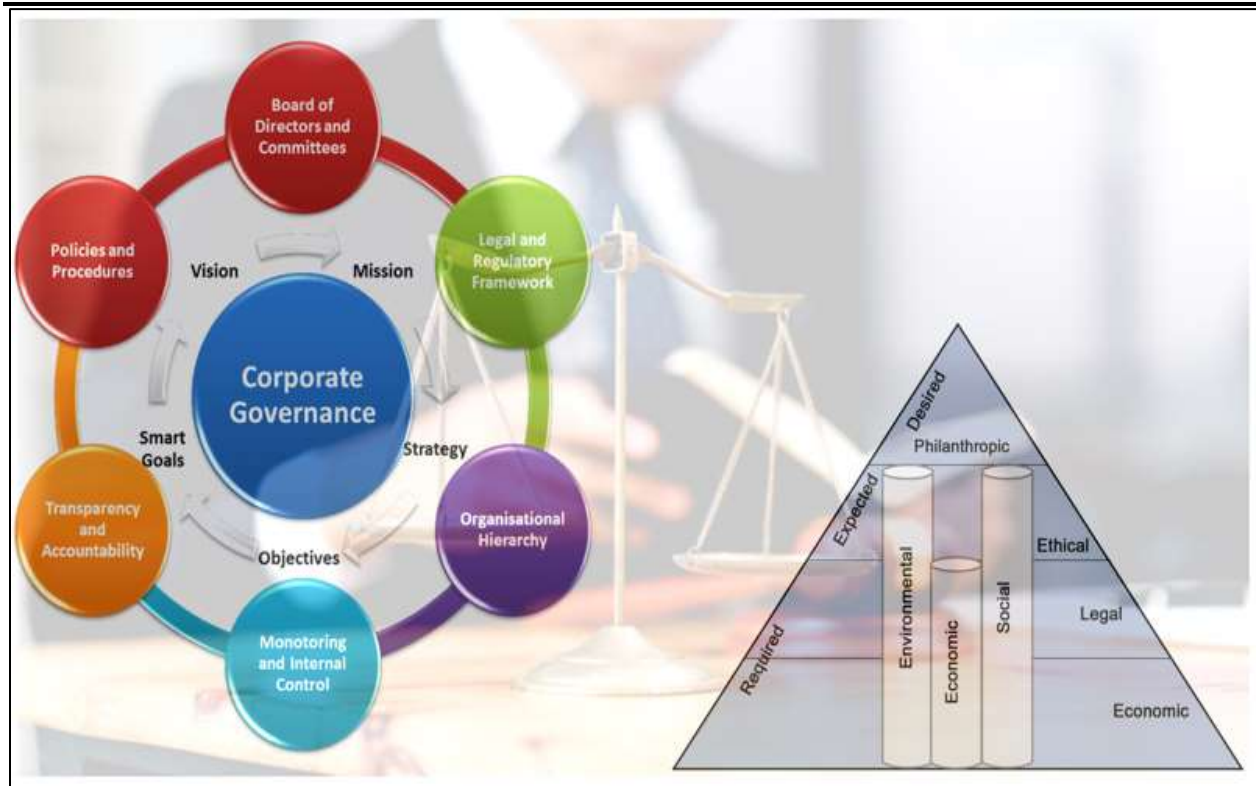 Board of
Directors and
Committees
Policies and
Procedures
Legal and
Regulatory
Framework
Vision
Mission
Corporate
Governance
Smart
Goals
Strategy
Transparency
and
Accountability
Organisational
Hierarchy
Objectives
Monotoring
and Internal
Control
Desired
Philanthropic
Expected
Ethical
Environmental
Social
Legal
Required
Economic
Economic